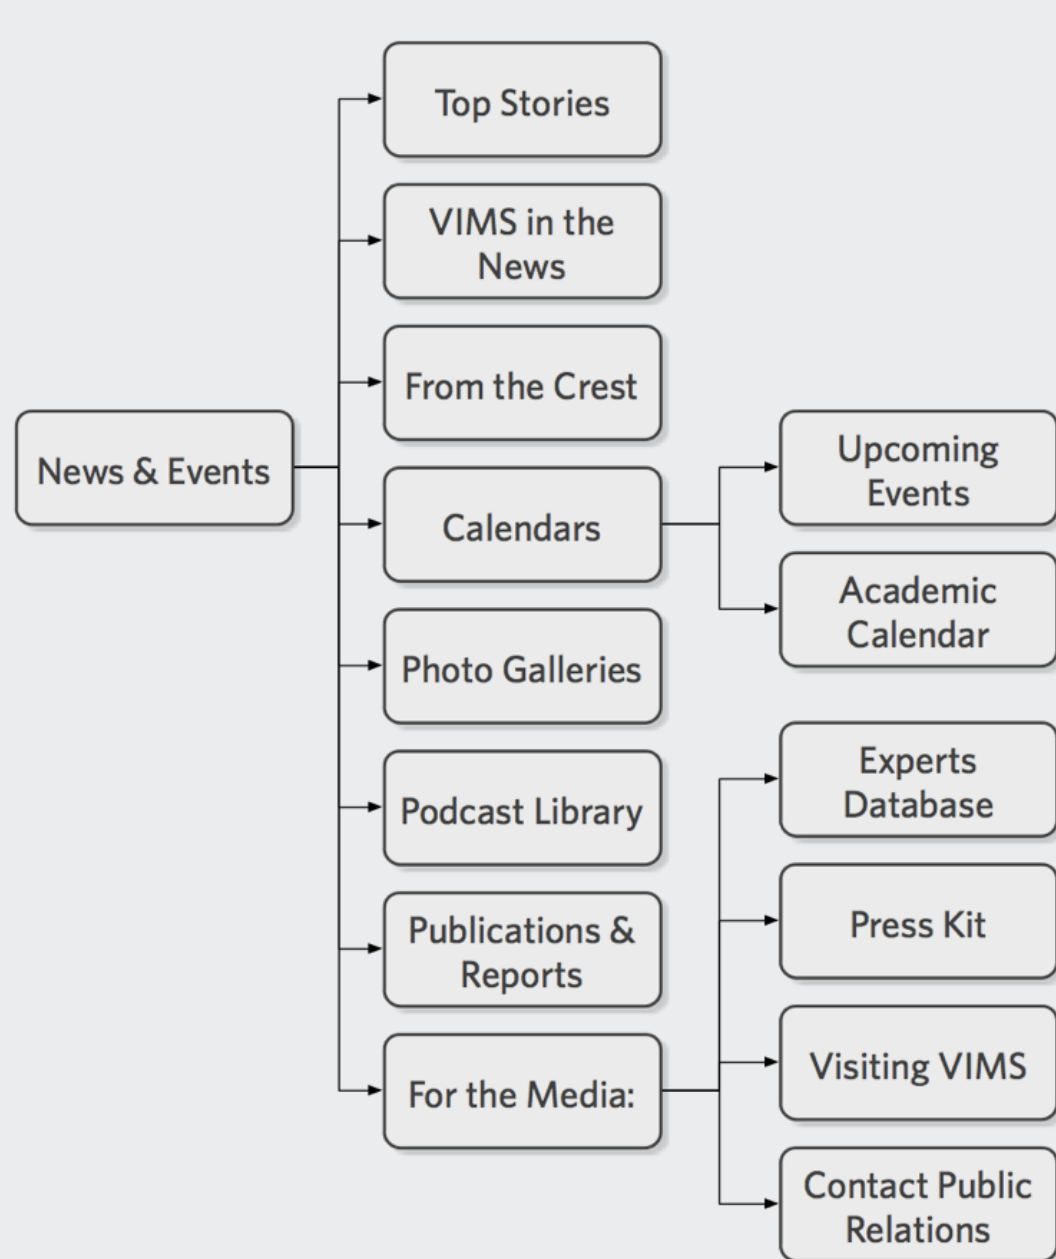 News & Events
Top Stories
VIMS in the
News
From the Crest
Calendars
Upcoming
Events
Academic
Calendar
Photo Galleries
Podcast Library
Publications &
Reports
For the Media:
Experts
Database
Press Kit
Visiting VIMS
Contact Public
Relations